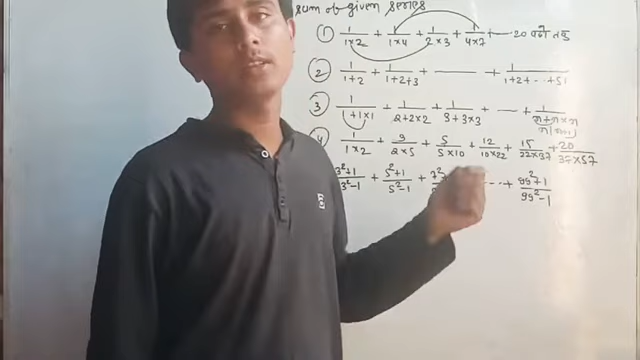 sum of given series
① 1/1×2 + 1/1×4 + 1/2×3 + 1/4×7 + ---- 20 पदों तक
② 1/1+2 + 1/1+2+3 + ------ + 1/1+2+--+51
③ 1/1+1×1 + 1/2+2×2 + 1/3+3×3 + -- + 1/n+n×n
④ 1/1×2 + 9/2×5 + 5/5×10 + 12/10×22 + 15/22×37 + 20/37×57
3²+1/3²-1 + 5²+1/5²-1 + 7² --- + 99²+1/99²-1